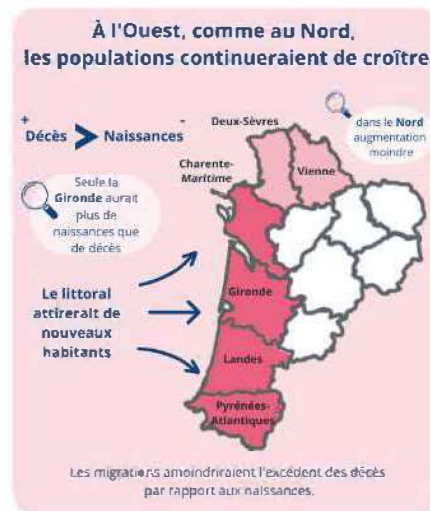 À l'Ouest, comme au Nord,
les populations continueraient de croître
+ -
Décès > Naissances
Deux-Sèvres
dans le Nord
augmentation
moindre
Charente-
Maritime
Vienne
Seule la
Gironde aurait
plus de
naissances que
de décès
Gironde
Le littoral
attirerait de
nouveaux
habitants
Landes
Pyrénées-
Atlantiques
Les migrations amoindriraient l'excédent des décès
par rapport aux naissances.